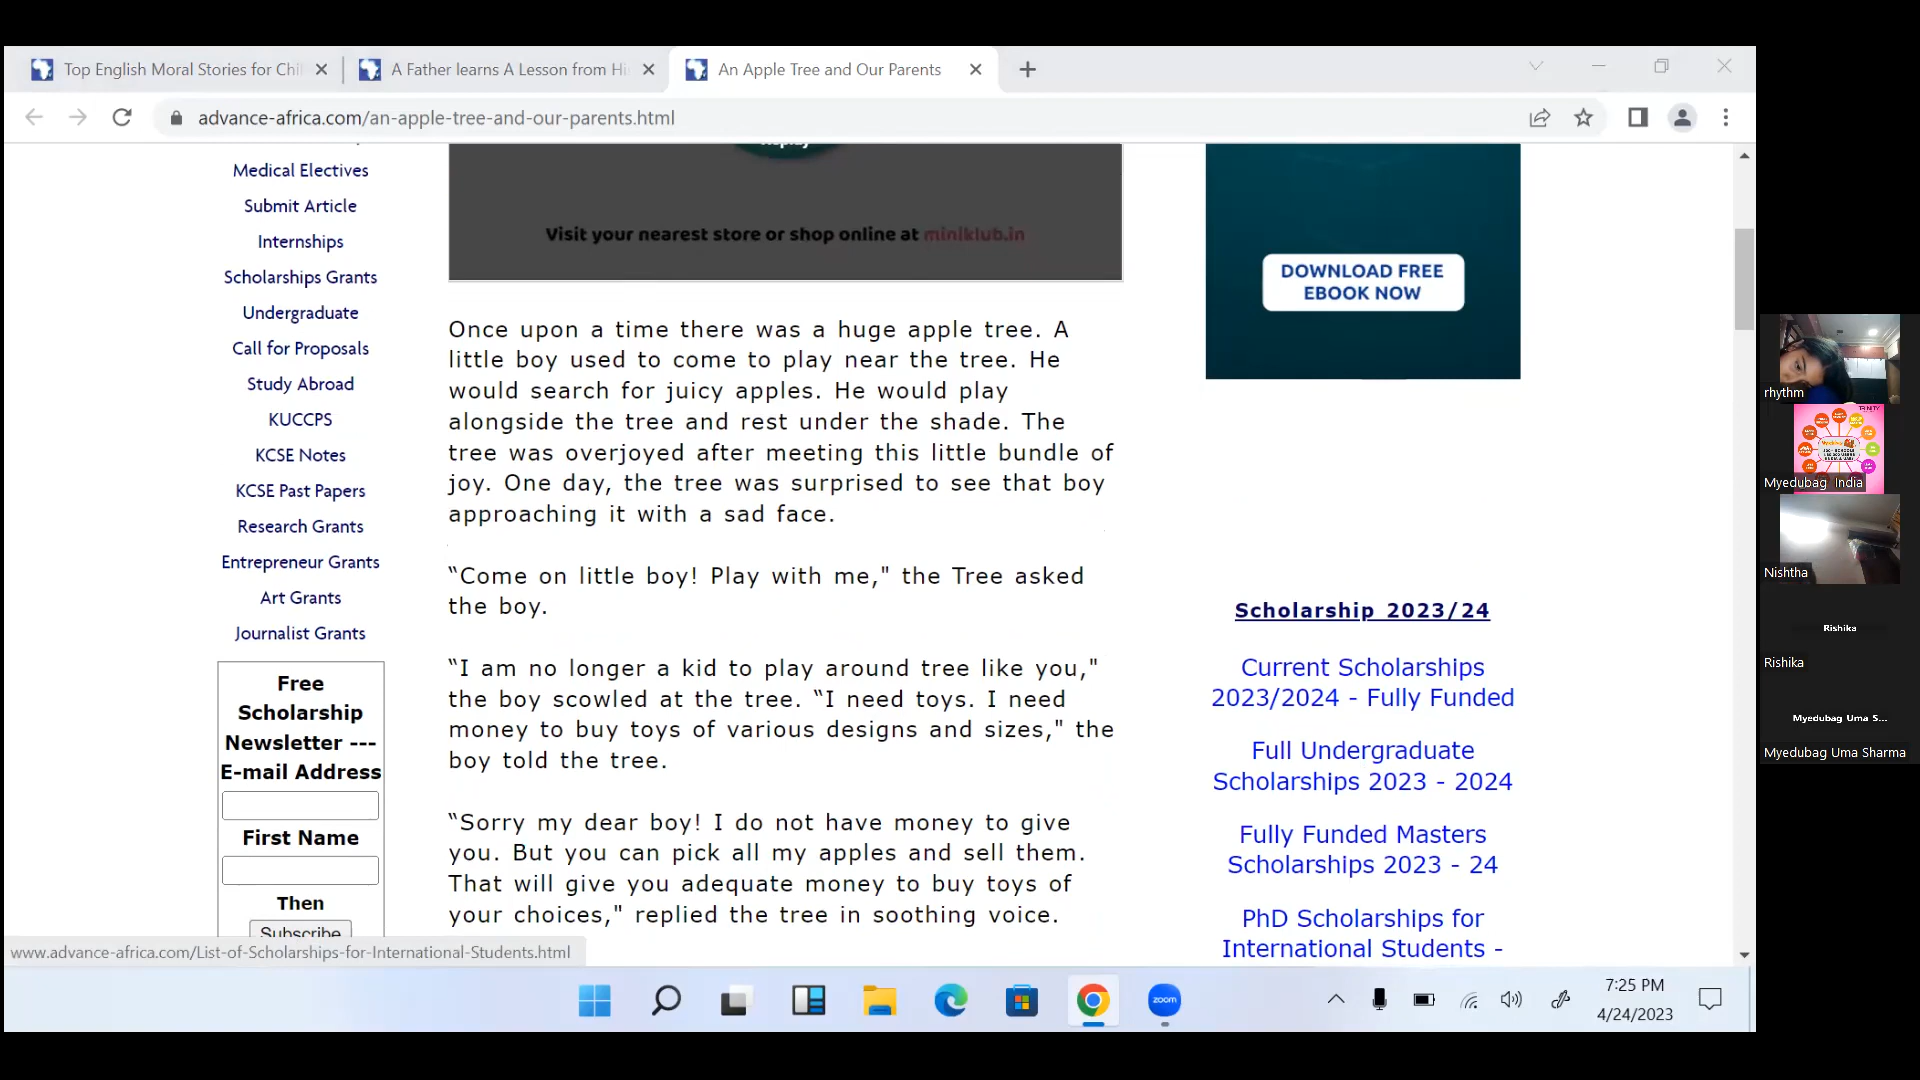 Top English Moral Stories for Chi
A Father learns A Lesson from Hi
An Apple Tree and Our Parents
advance-africa.com/an-apple-tree-and-our-parents.html
Medical Electives
Submit Article
Internships
Scholarships Grants
Undergraduate
Call for Proposals
Study Abroad
KUCCPS
KCSE Notes
KCSE Past Papers
Research Grants
Entrepreneur Grants
Art Grants
Journalist Grants
Free
Scholarship
Newsletter ---
E-mail Address
First Name
Then
Subscribe
www.advance-africa.com/List-of-Scholarships-for-International-Students.html
Visit your nearest store or shop online at miniklub.in
Once upon a time there was a huge apple tree. A
little boy used to come to play near the tree. He
would search for juicy apples. He would play
alongside the tree and rest under the shade. The
tree was overjoyed after meeting this little bundle of
joy. One day, the tree was surprised to see that boy
approaching it with a sad face.
“Come on little boy! Play with me," the Tree asked
the boy.
“I am no longer a kid to play around tree like you,"
the boy scowled at the tree. “I need toys. I need
money to buy toys of various designs and sizes," the
boy told the tree.
“Sorry my dear boy! I do not have money to give
you. But you can pick all my apples and sell them.
That will give you adequate money to buy toys of
your choices," replied the tree in soothing voice.
DOWNLOAD FREE
EBOOK NOW
Scholarship 2023/24
Current Scholarships
2023/2024 - Fully Funded
Full Undergraduate
Scholarships 2023 - 2024
Fully Funded Masters
Scholarships 2023 - 24
PhD Scholarships for
International Students -
zoom
7:25 PM
4/24/2023
rhythm
TRINITY
Myedubag India
Nishtha
Rishika
Rishika
Myedubag Uma S...
Myedubag Uma Sharma